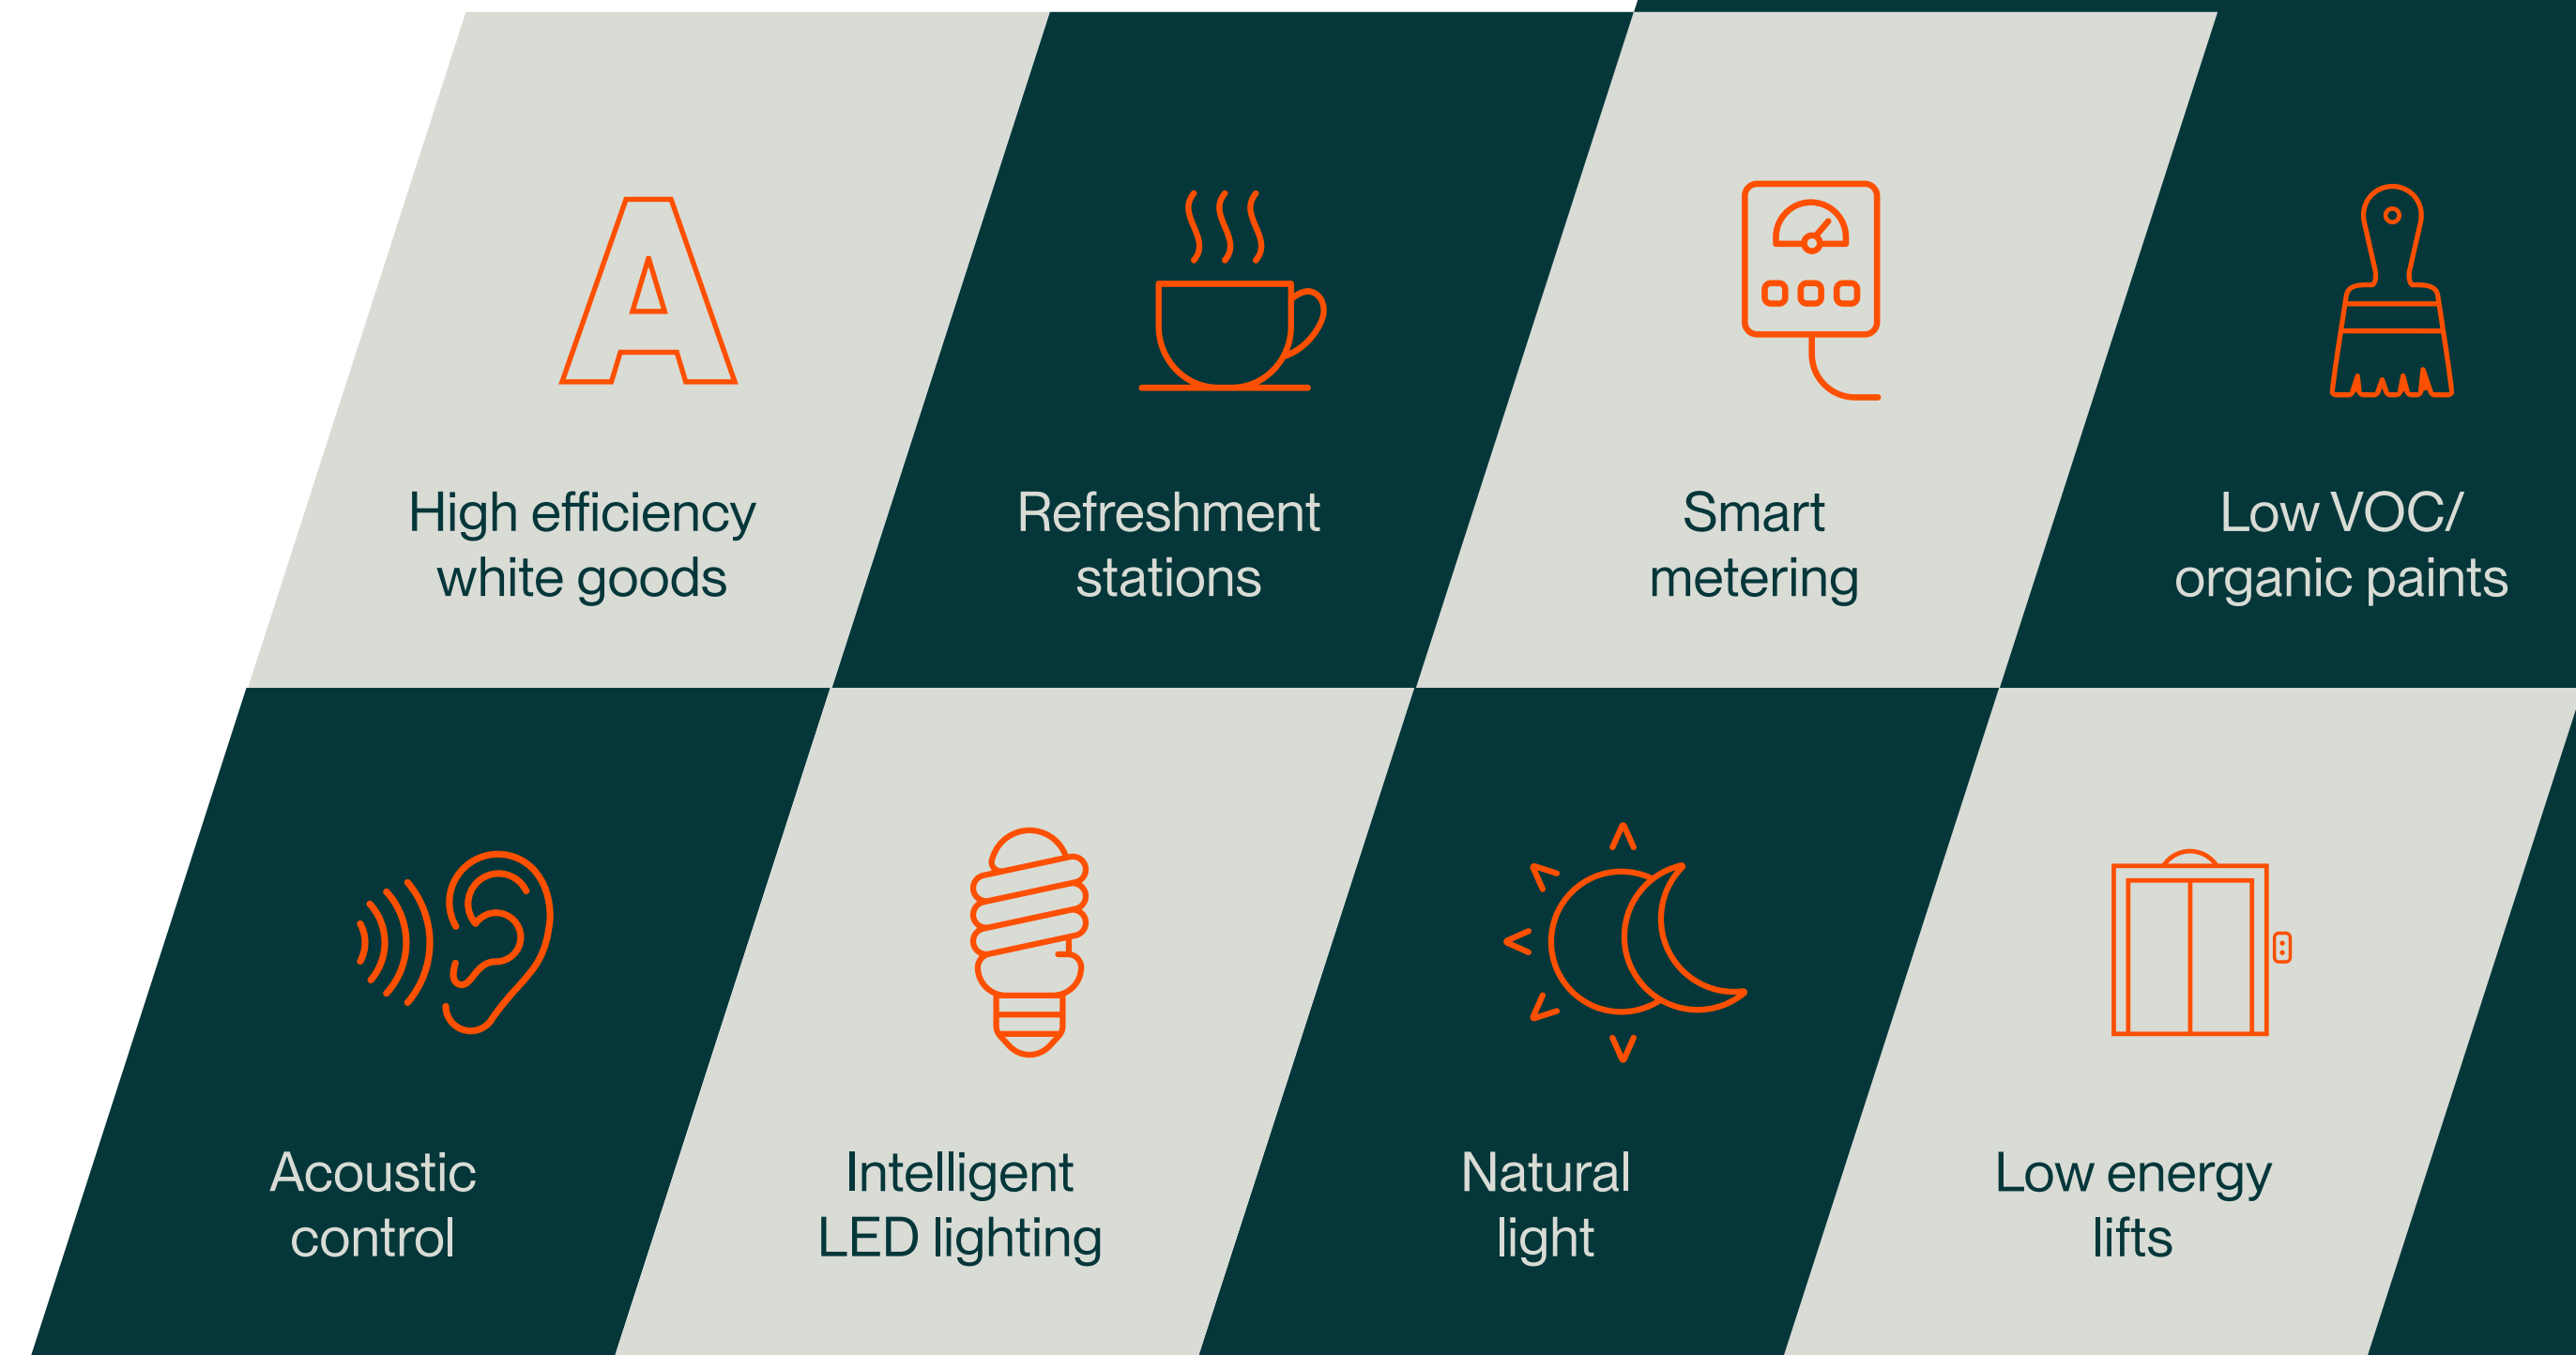 A
High efficiency
white goods
Refreshment
stations
Smart
metering
Low VOC/
organic paints
Acoustic
control
Intelligent
LED lighting
Natural
light
Low energy
lifts